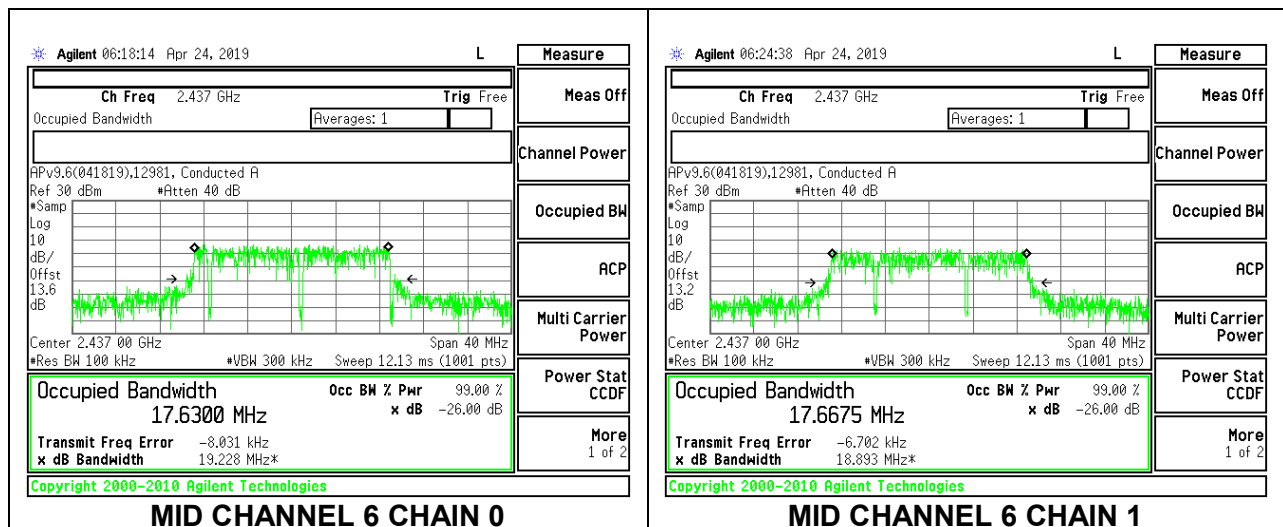 Agilent 06:18:14 Apr 24, 2019 L
Measure
Ch Freq 2.437 GHz Trig Free
Occupied Bandwidth Averages: 1
APv9.6(041819),12981, Conducted A
Ref 30 dBm #Atten 40 dB
#Samp
Log
10
dB/
Offst
13.6
dB
Center 2.437 00 GHz Span 40 MHz
#Res BW 100 kHz #VBW 300 kHz Sweep 12.13 ms (1001 pts)
Occupied Bandwidth Occ BW % Pwr 99.00 %
17.6300 MHz x dB -26.00 dB
Transmit Freq Error -8.031 kHz
x dB Bandwidth 19.228 MHz*
Copyright 2000-2010 Agilent Technologies
Meas Off
Channel Power
Occupied BW
ACP
Multi Carrier
Power
Power Stat
CCDF
More
1 of 2
MID CHANNEL 6 CHAIN 0
Agilent 06:24:38 Apr 24, 2019 L
Measure
Ch Freq 2.437 GHz Trig Free
Occupied Bandwidth Averages: 1
APv9.6(041819),12981, Conducted A
Ref 30 dBm #Atten 40 dB
#Samp
Log
10
dB/
Offst
13.2
dB
Center 2.437 00 GHz Span 40 MHz
#Res BW 100 kHz #VBW 300 kHz Sweep 12.13 ms (1001 pts)
Occupied Bandwidth Occ BW % Pwr 99.00 %
17.6675 MHz x dB -26.00 dB
Transmit Freq Error -6.702 kHz
x dB Bandwidth 18.893 MHz*
Copyright 2000-2010 Agilent Technologies
Meas Off
Channel Power
Occupied BW
ACP
Multi Carrier
Power
Power Stat
CCDF
More
1 of 2
MID CHANNEL 6 CHAIN 1